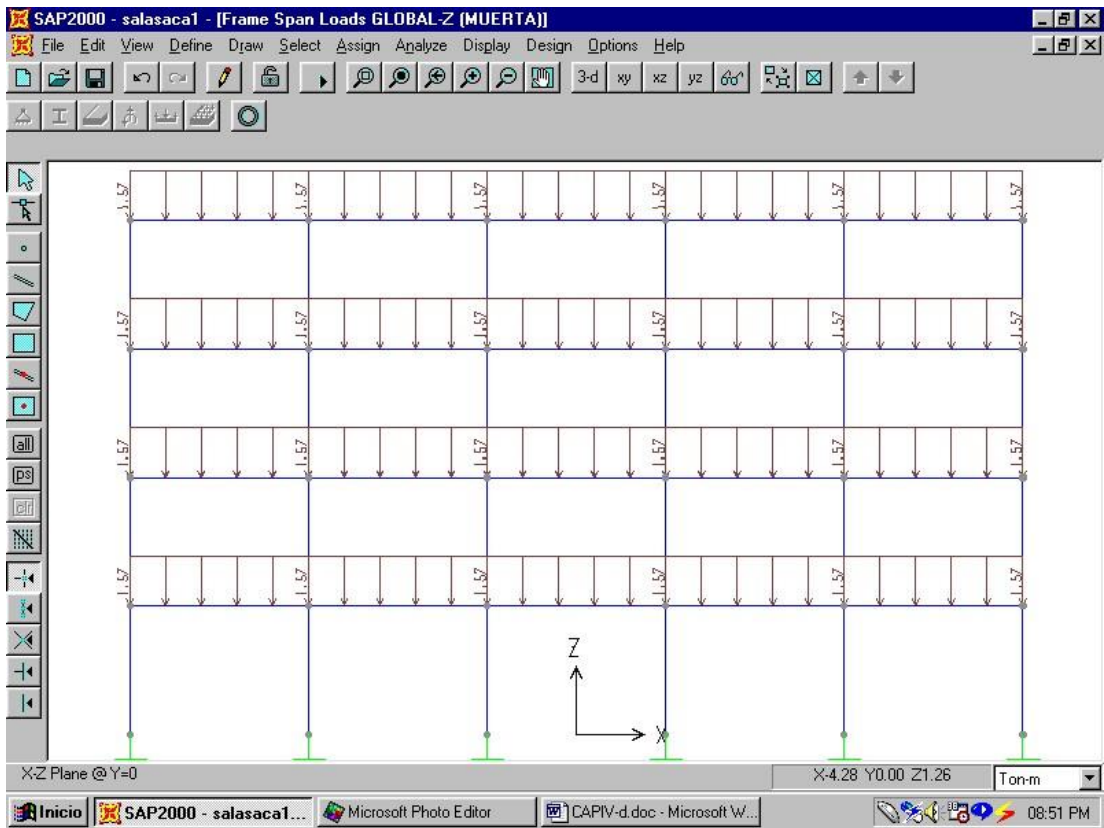 SAP2000 - salasaca1 - [Frame Span Loads GLOBAL-Z (MUERTA)]
File Edit View Define Draw Select Assign Analyze Display Design Options Help
3-d xy xz yz
all
ps
clr
1.57 1.57 1.57 1.57 1.57 1.57
1.57 1.57 1.57 1.57 1.57 1.57
1.57 1.57 1.57 1.57 1.57 1.57
1.57 1.57 1.57 1.57 1.57 1.57
Z
X
X-Z Plane @ Y=0
X-4.28 Y0.00 Z1.26
Ton-m
Inicio
SAP2000 - salasaca1...
Microsoft Photo Editor
CAPIV-d.doc - Microsoft W...
08:51 PM